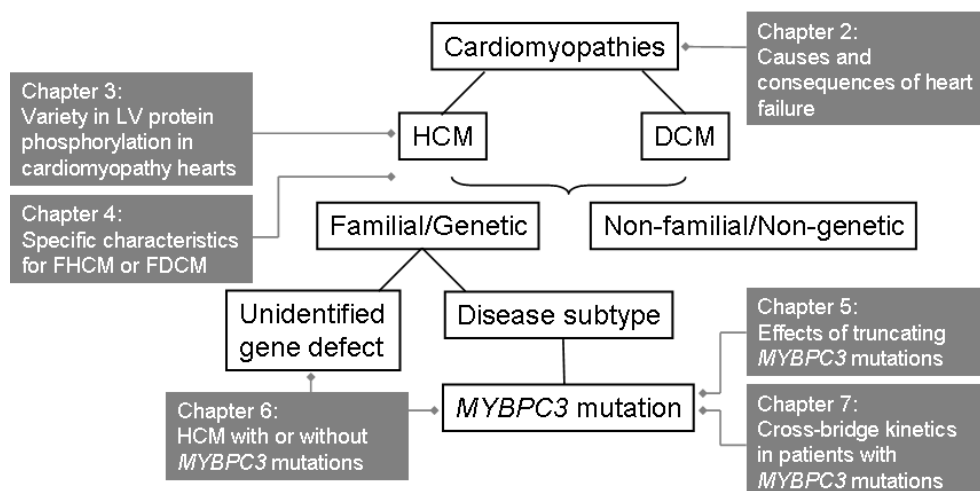 Cardiomyopathies
Chapter 2:
Causes and
consequences of heart
failure
Chapter 3:
Variety in LV protein
phosphorylation in
cardiomyopathy hearts
HCM
DCM
Chapter 4:
Specific characteristics
for FHCM or FDCM
Familial/Genetic
Non-familial/Non-genetic
Unidentified
gene defect
Disease subtype
Chapter 5:
Effects of truncating
MYBPC3 mutations
Chapter 6:
HCM with or without
MYBPC3 mutations
MYBPC3 mutation
Chapter 7:
Cross-bridge kinetics
in patients with
MYBPC3 mutations